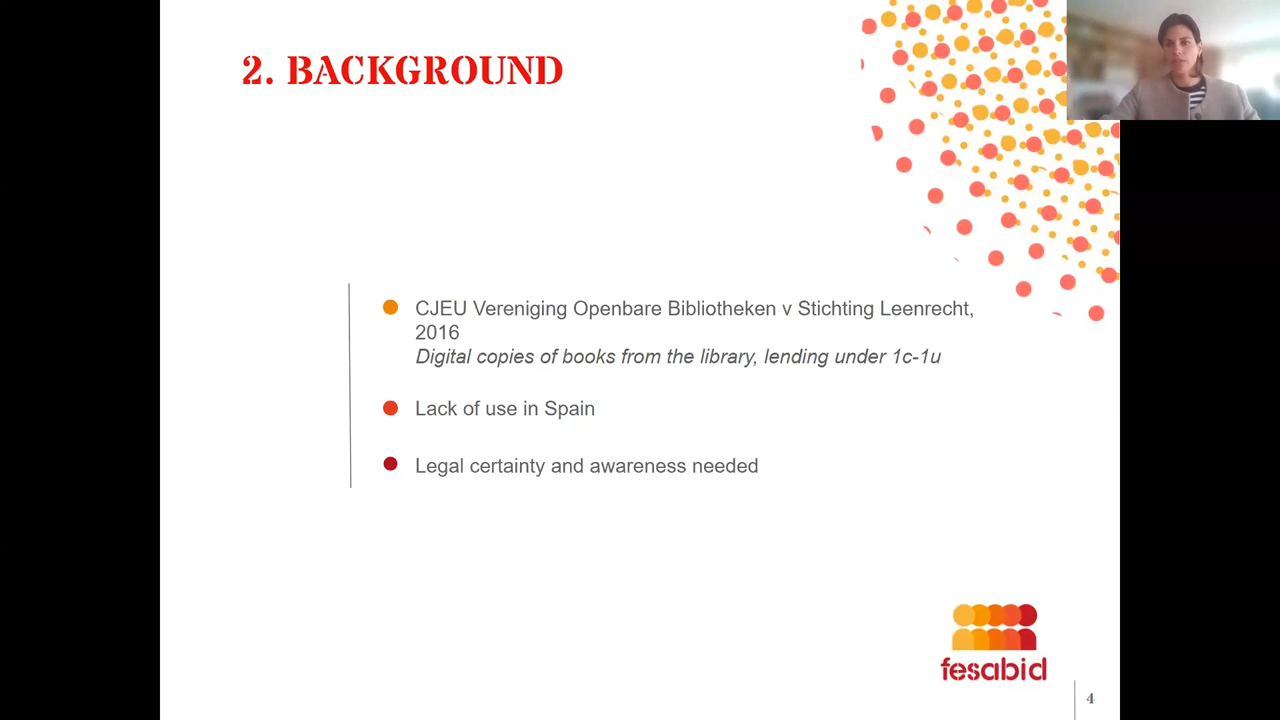 2. BACKGROUND
CJEU Vereniging Openbare Bibliotheken v Stichting Leenrecht,
2016
Digital copies of books from the library, lending under 1c-1u
Lack of use in Spain
Legal certainty and awareness needed
fesabid
4